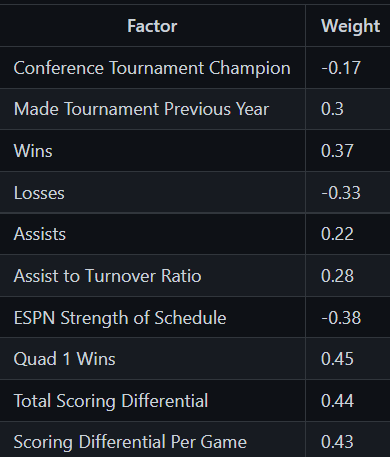 Factor Weight
Conference Tournament Champion -0.17
Made Tournament Previous Year 0.3
Wins 0.37
Losses -0.33
Assists 0.22
Assist to Turnover Ratio 0.28
ESPN Strength of Schedule -0.38
Quad 1 Wins 0.45
Total Scoring Differential 0.44
Scoring Differential Per Game 0.43